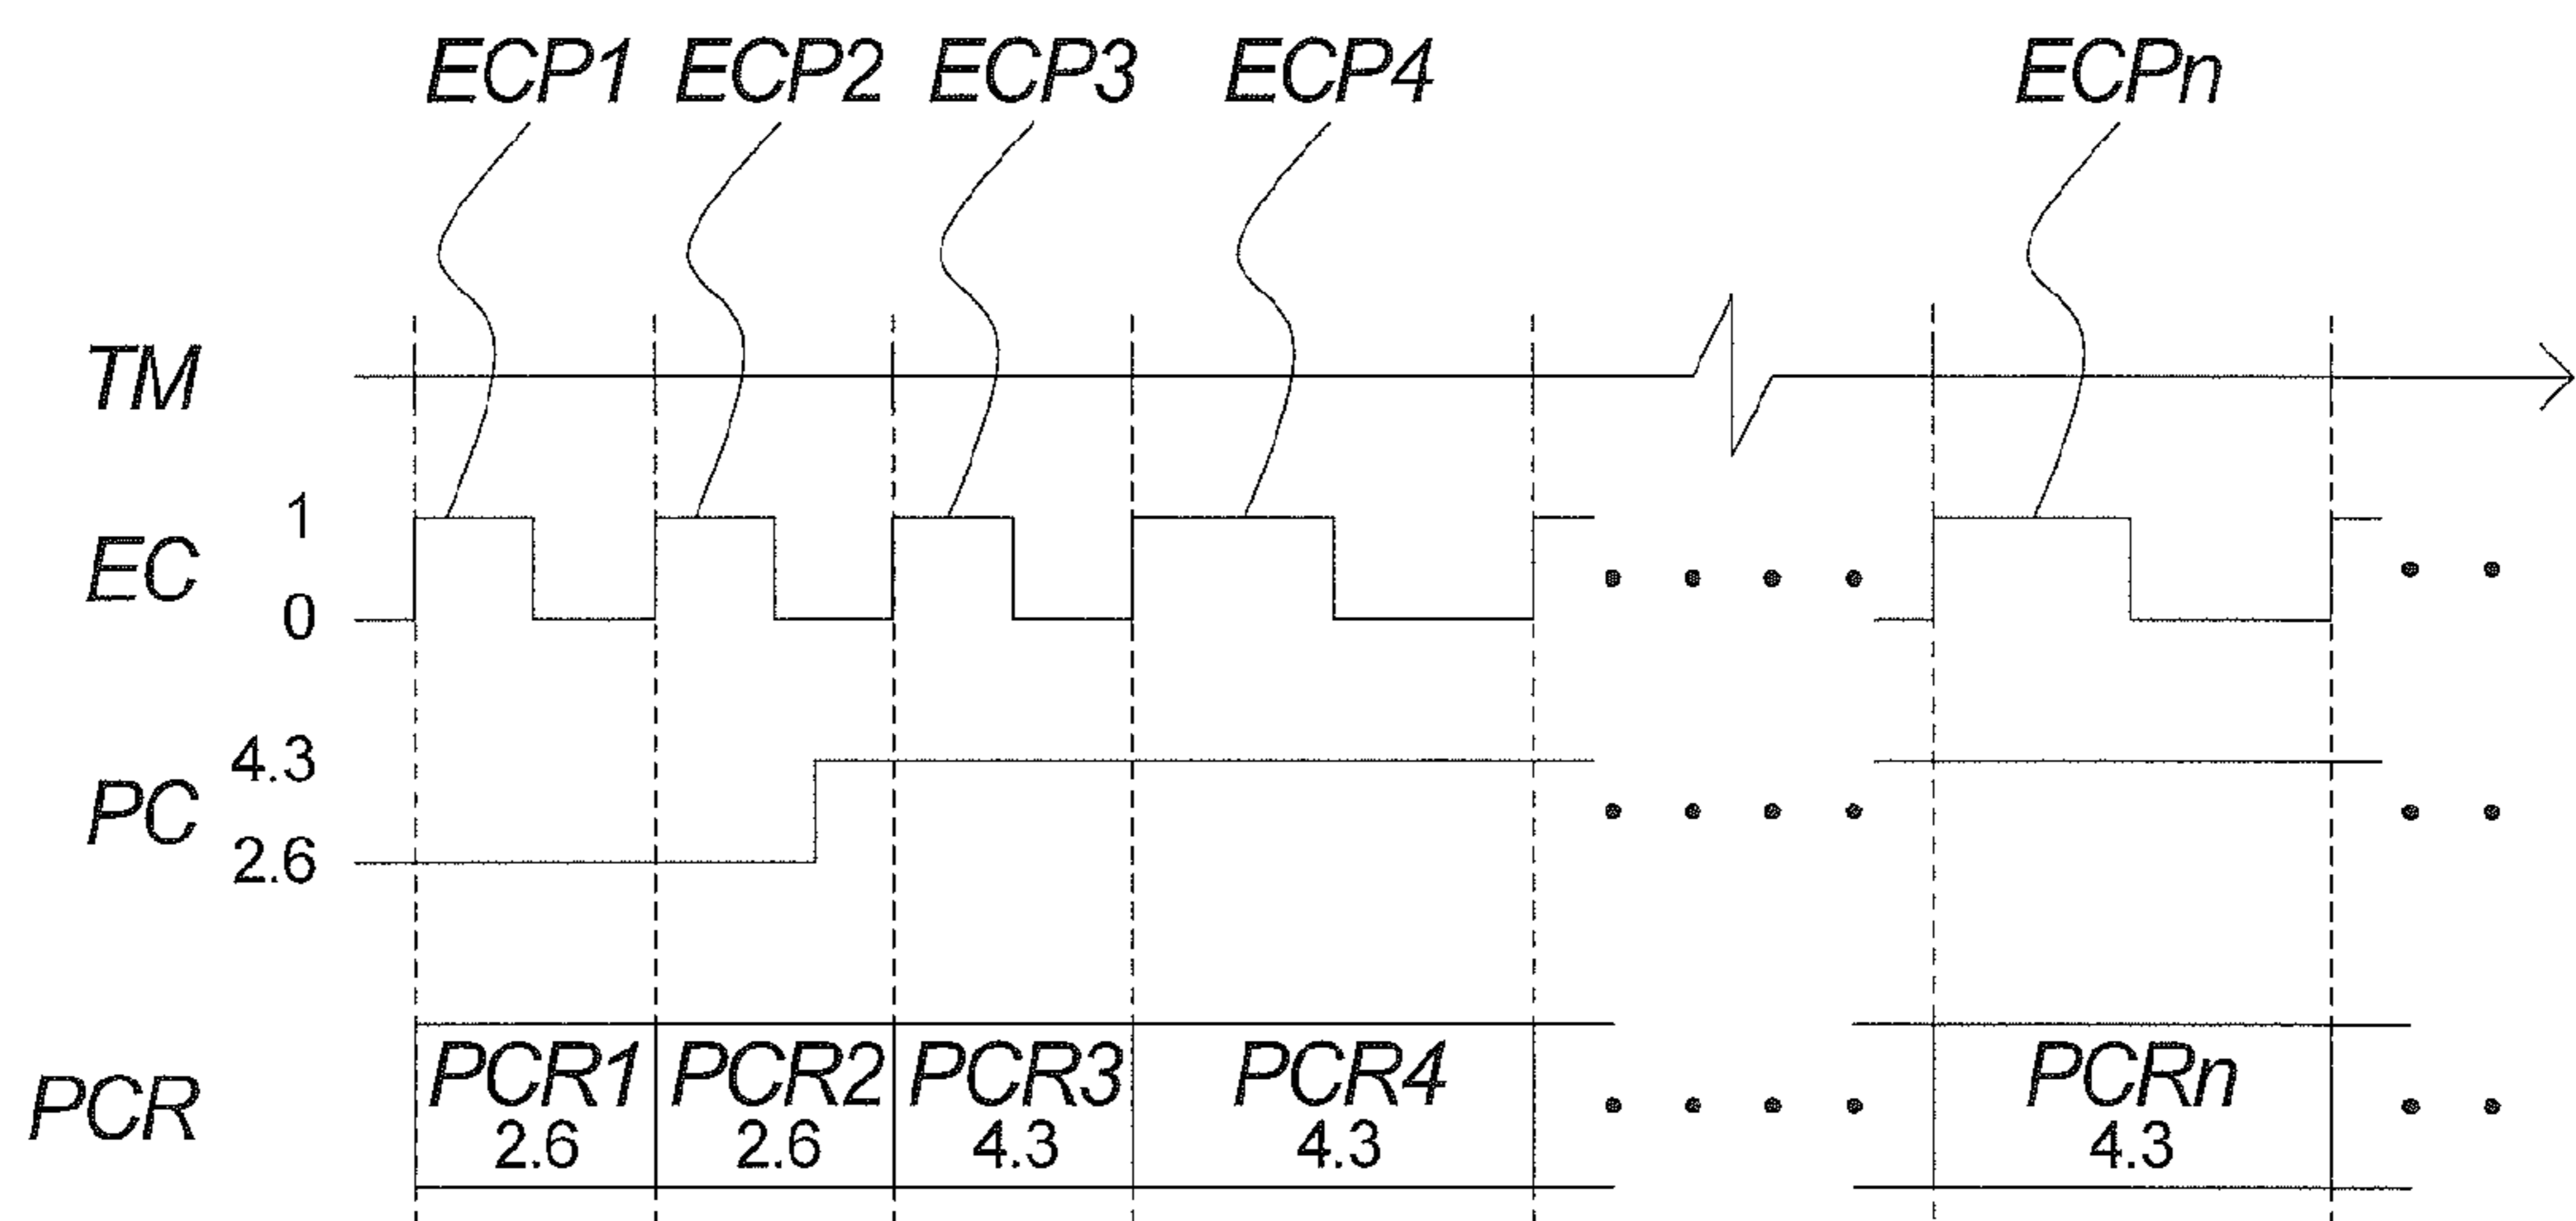 ECP1 ECP2 ECP3 ECP4 ECPn
TM
EC 1
0
PC 4.3
2.6
PCR PCR1 PCR2 PCR3 PCR4 PCRn
2.6 2.6 4.3 4.3 4.3